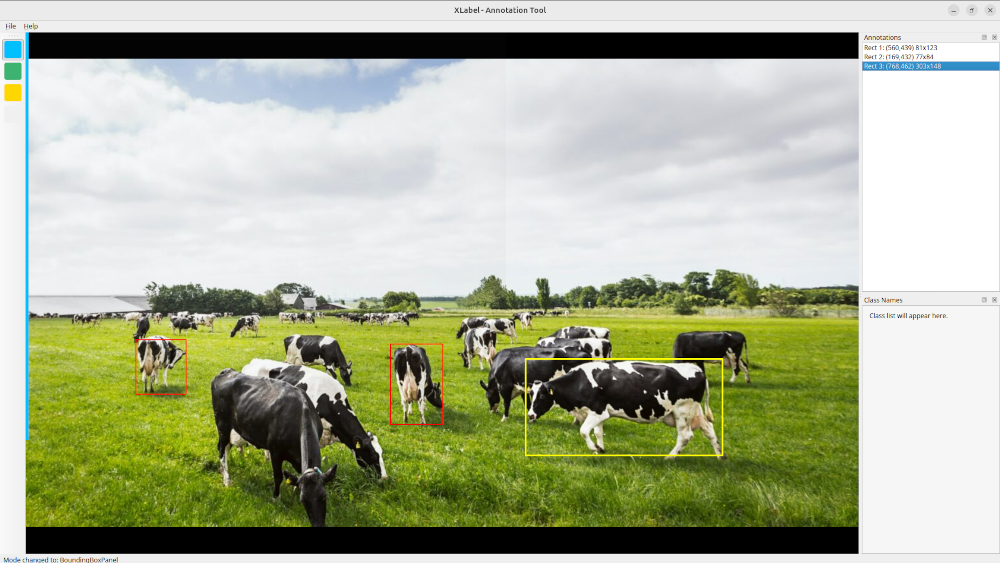 XLabel - Annotation Tool
File Help
Annotations
Rect 1: (560,439) 81x123
Rect 2: (169,432) 77x84
Rect 3: (768,462) 303x148
Class Names
Class list will appear here.
Mode changed to: BoundingBoxPanel